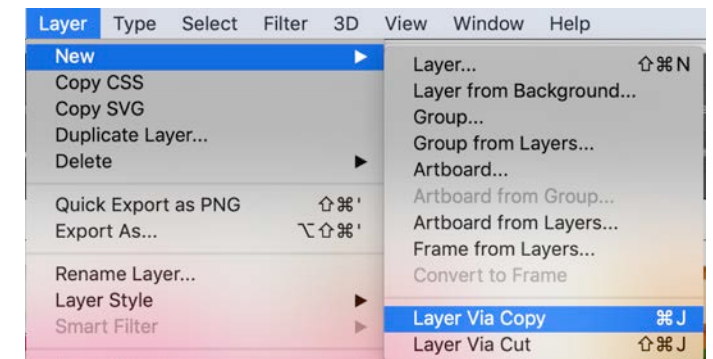 Layer Type Select Filter 3D View Window Help
New ▶
Copy CSS
Copy SVG
Duplicate Layer...
Delete ▶
Quick Export as PNG ⇧⌘'
Export As... ⌥⇧⌘'
Rename Layer...
Layer Style ▶
Smart Filter ▶
Layer... ⇧⌘N
Layer from Background...
Group...
Group from Layers...
Artboard...
Artboard from Group...
Artboard from Layers...
Frame from Layers...
Convert to Frame
Layer Via Copy ⌘J
Layer Via Cut ⇧⌘J